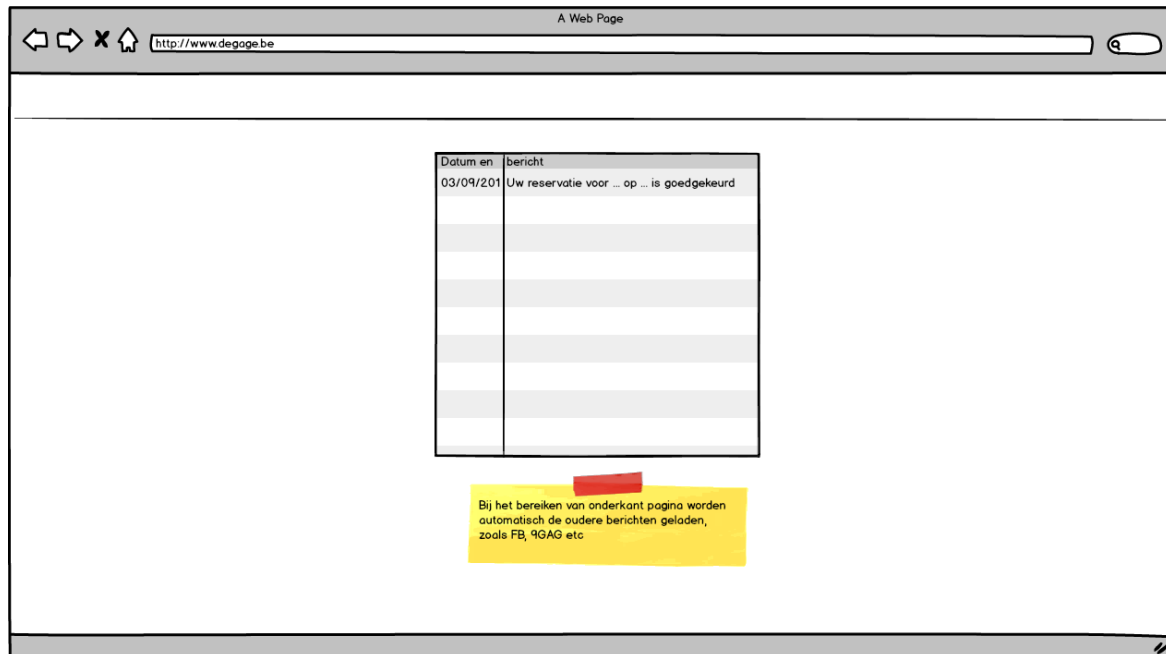 A Web Page
http://www.degage.be
Datum en bericht
03/09/201 Uw reservatie voor ... op ... is goedgekeurd
Bij het bereiken van onderkant pagina worden
automatisch de oudere berichten geladen,
zoals FB, 9GAG etc